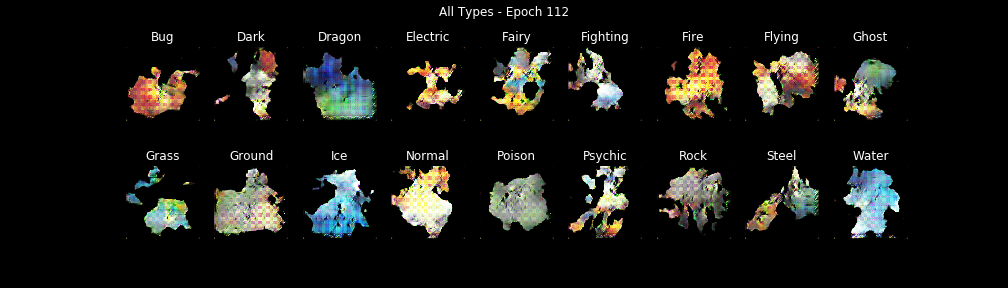 All Types - Epoch 112
Bug Dark Dragon Electric Fairy Fighting Fire Flying Ghost
Grass Ground Ice Normal Poison Psychic Rock Steel Water